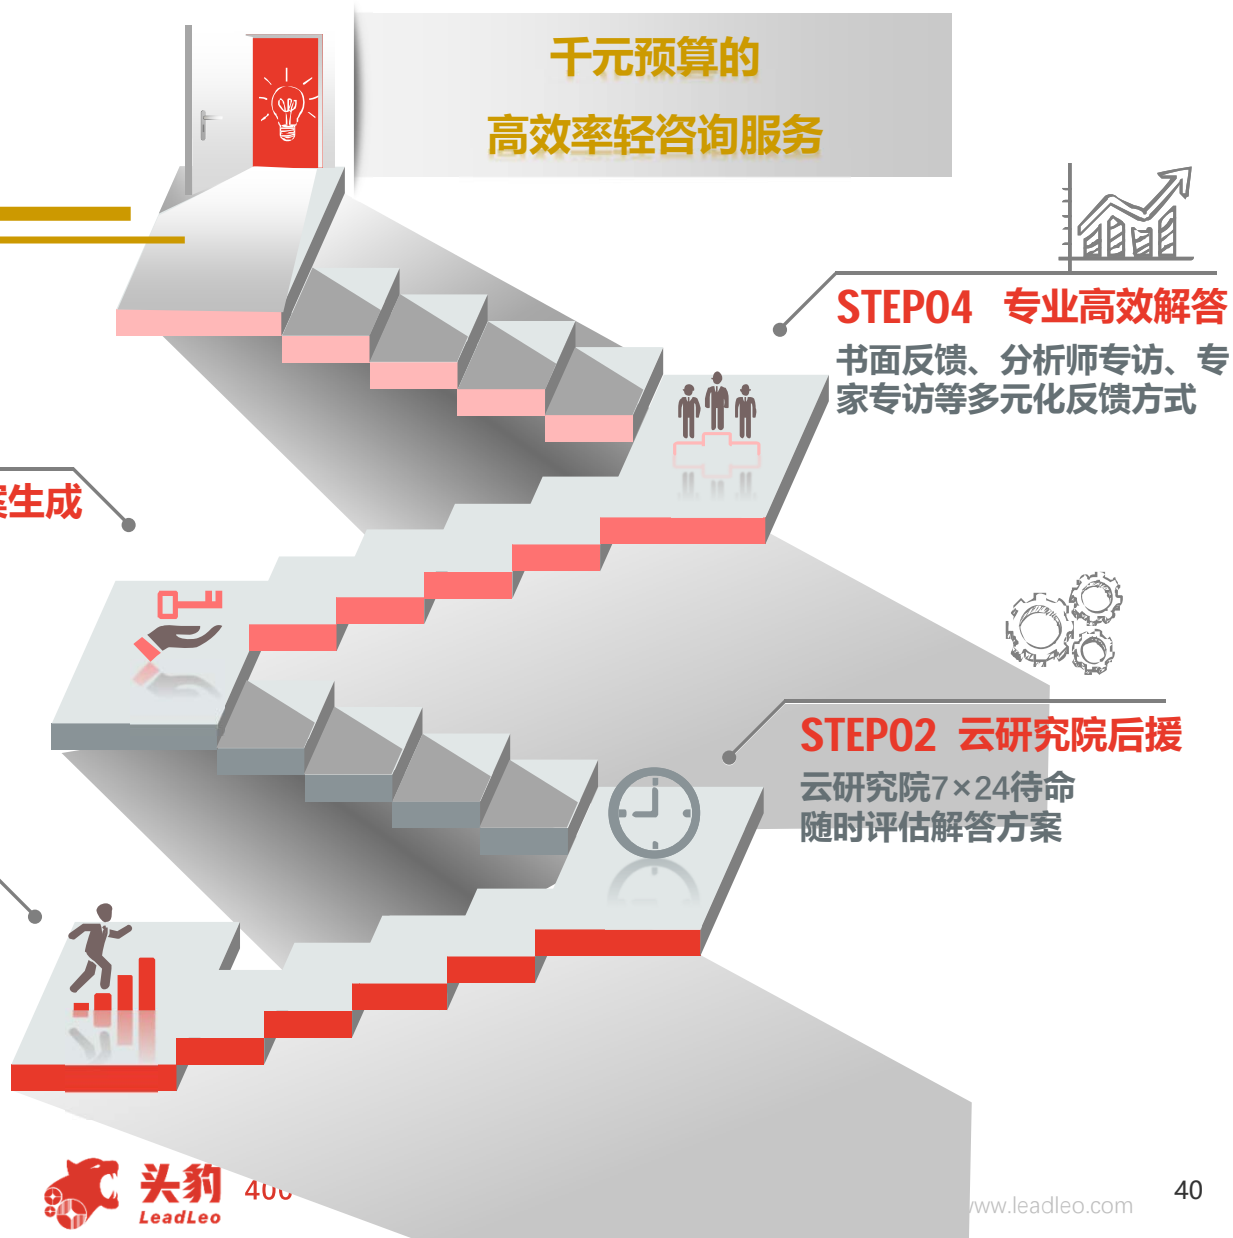 千元预算的
高效率轻咨询服务
STEP04 专业高效解答
书面反馈、分析师专访、专
家专访等多元化反馈方式
生成
STEP02 云研究院后援
云研究院7×24待命
随时评估解答方案
头豹
LeadLeo
400
www.leadleo.com
40